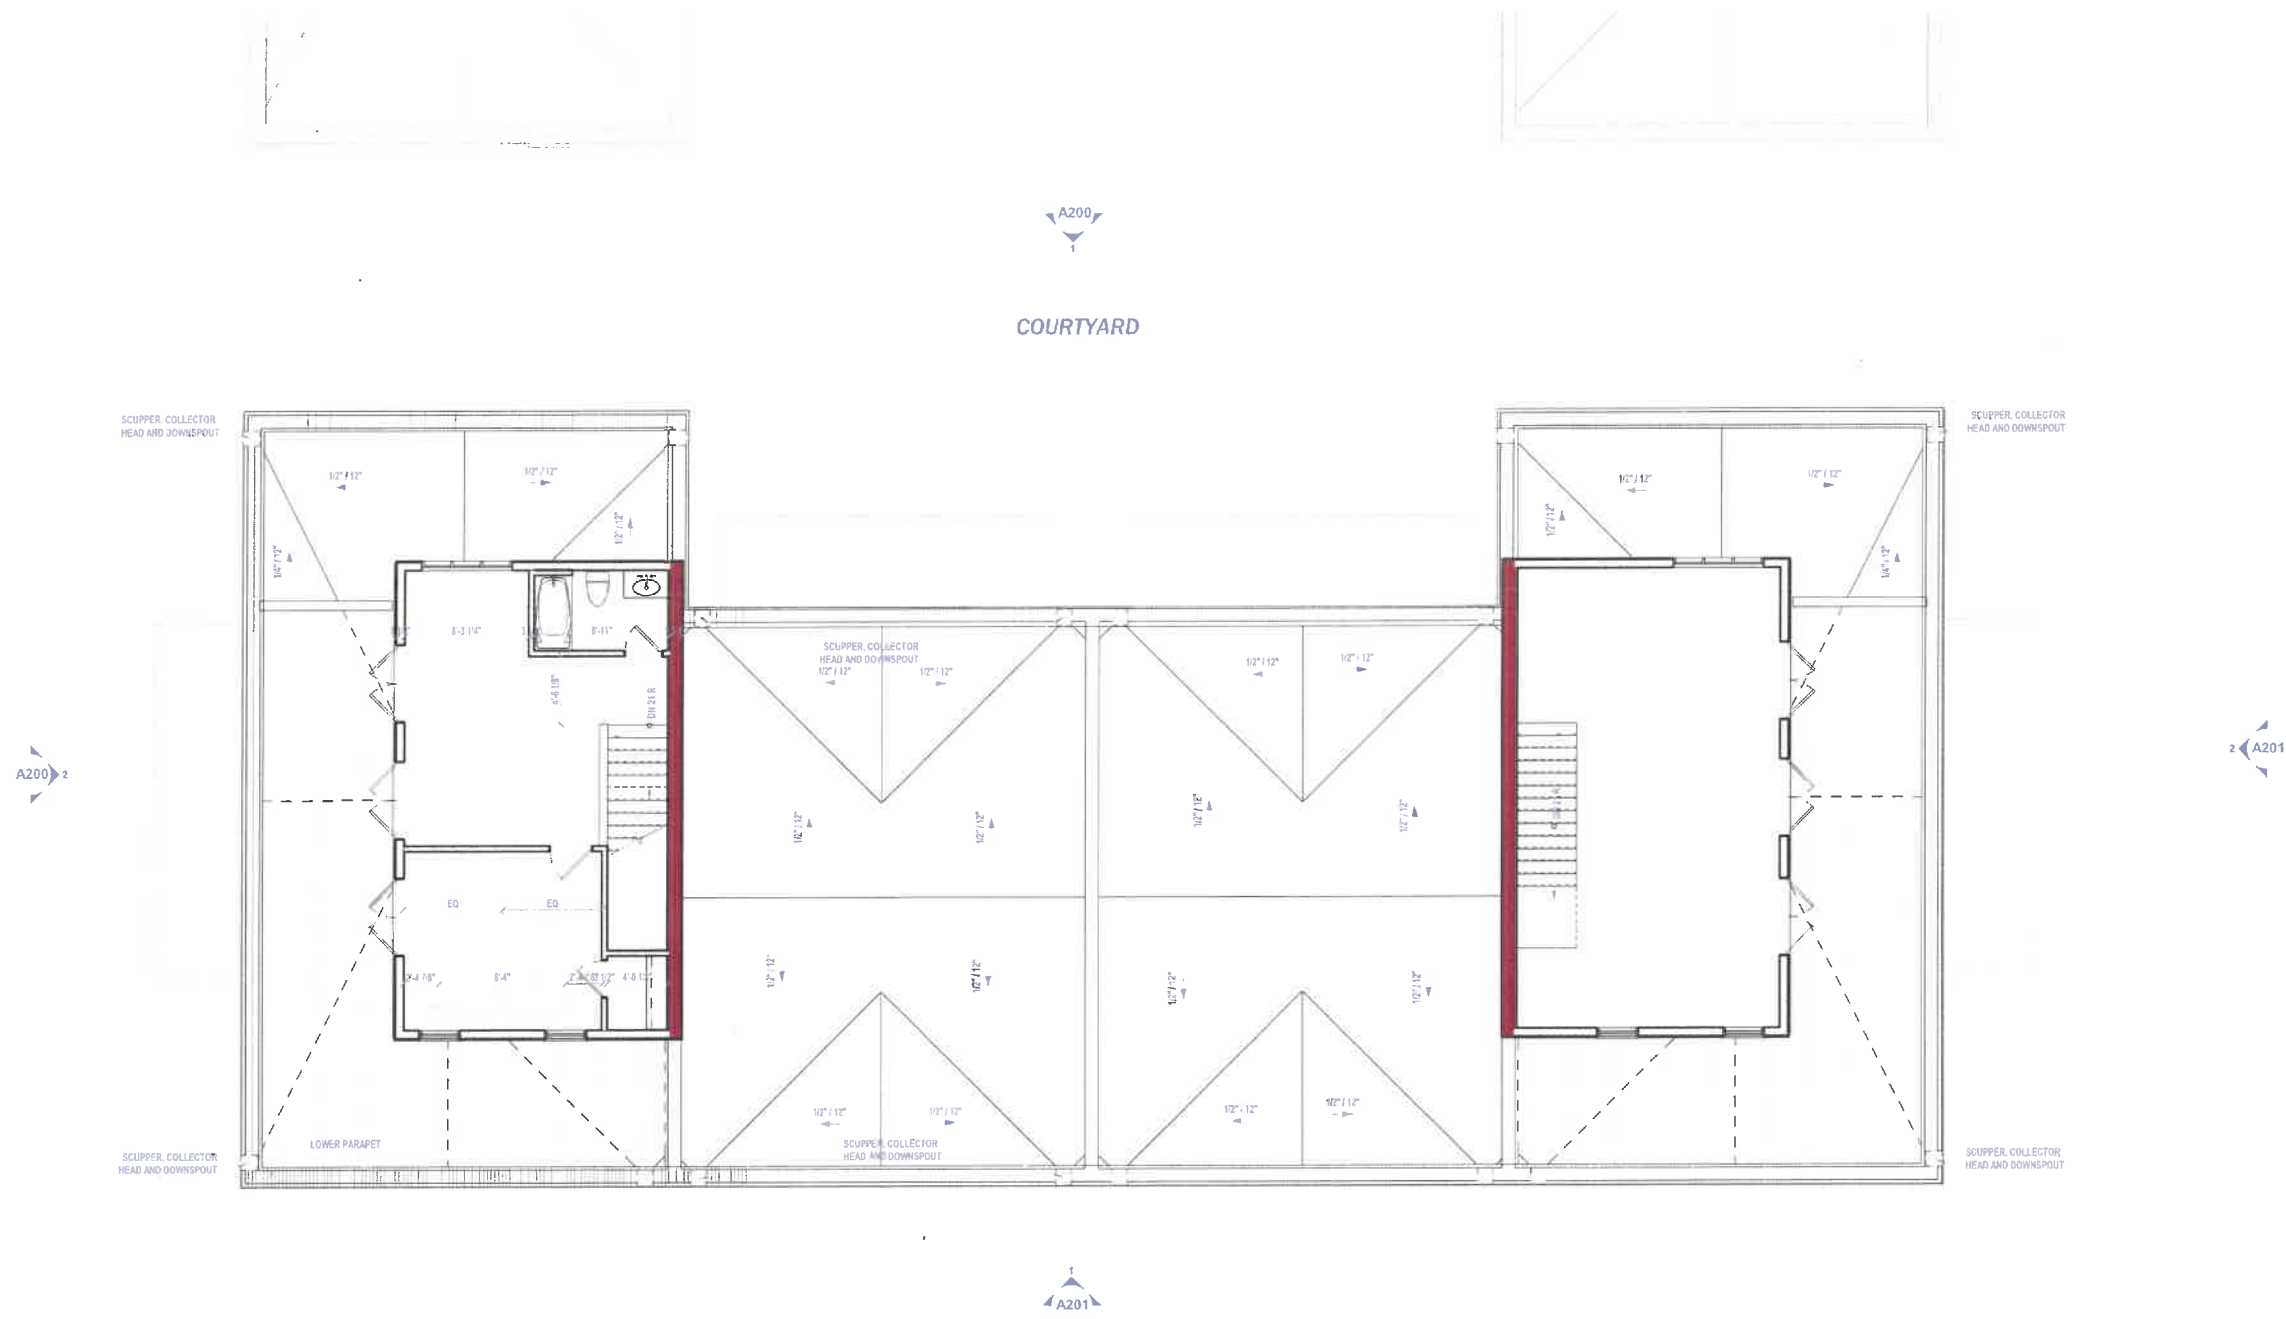 A200
1
COURTYARD
SCUPPER, COLLECTOR
HEAD AND DOWNSPOUT
SCUPPER, COLLECTOR
HEAD AND DOWNSPOUT
1/2" / 12"
1/2" / 12"
1/2" / 12"
1/2" / 12"
1/2" / 12"
1/2" / 12"
1/4" / 12"
1/4" / 12"
8'-3 1/4"
8'-11"
SCUPPER, COLLECTOR
HEAD AND DOWNSPOUT
1/2" / 12"
1/2" / 12"
1/2" / 12"
1/2" / 12"
4'-6 1/8"
DN 21 R
A200
2
2
A201
1/2" / 12"
1/2" / 12"
1/2" / 12"
1/2" / 12"
EQ
EQ
8'-4"
1/2" / 12"
1/2" / 12"
1/2" / 12"
1/2" / 12"
1/2" / 12"
1/2" / 12"
1/2" / 12"
1/2" / 12"
LOWER PARAPET
SCUPPER, COLLECTOR
HEAD AND DOWNSPOUT
SCUPPER, COLLECTOR
HEAD AND DOWNSPOUT
SCUPPER, COLLECTOR
HEAD AND DOWNSPOUT
1
A201